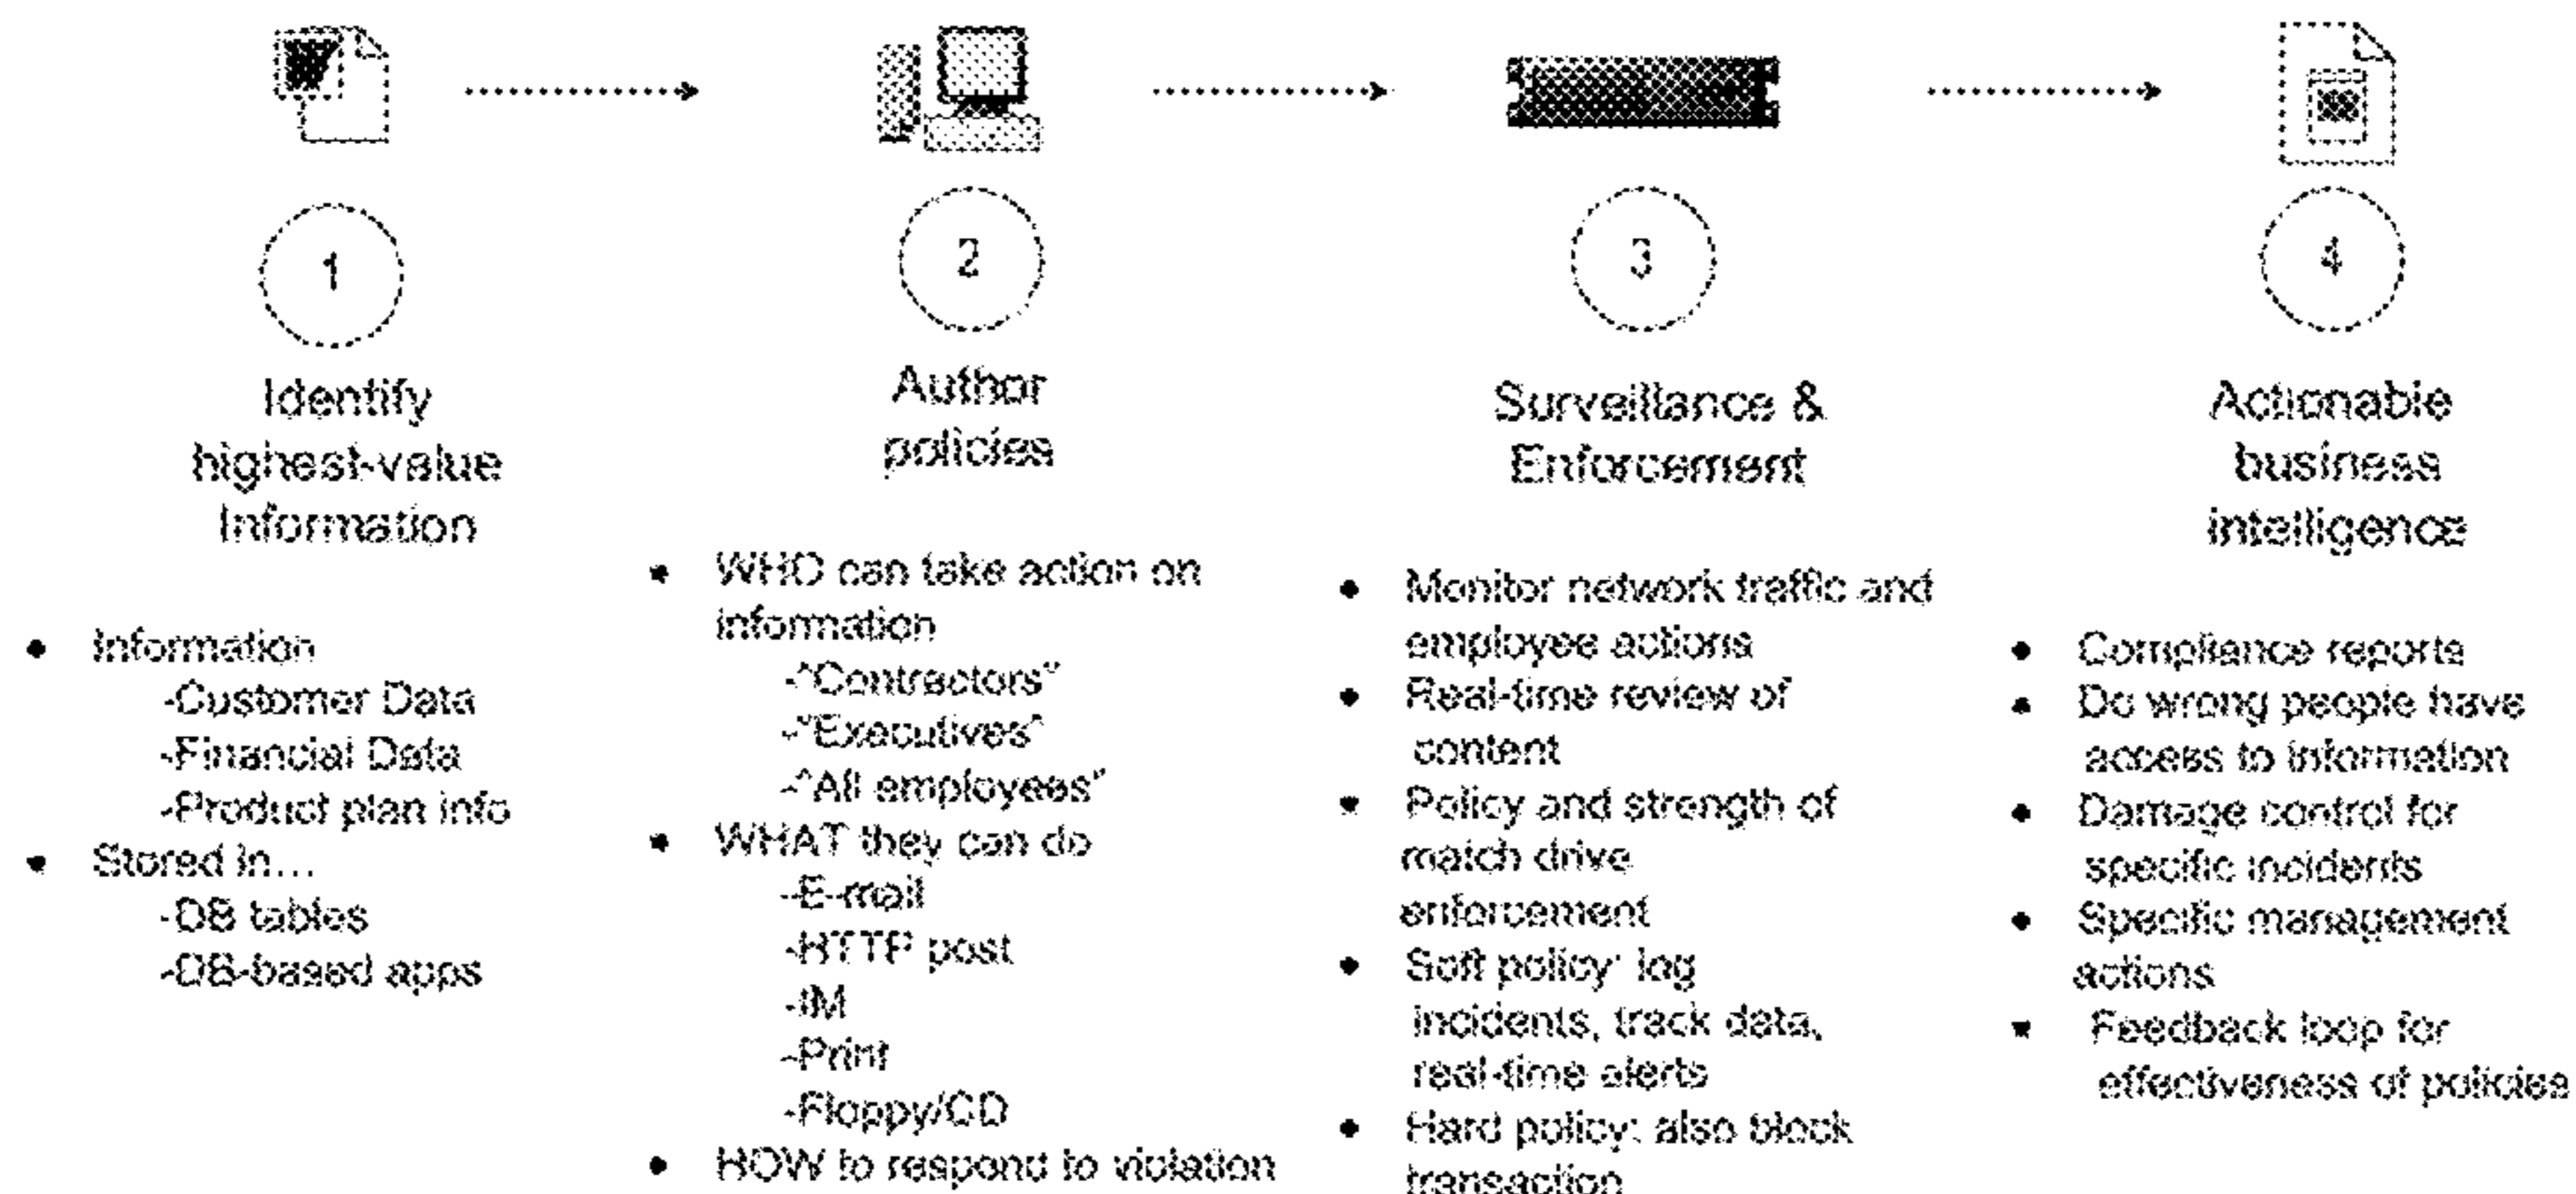 1
Identify
highest-value
Information
• Information
-Customer Data
-Financial Data
-Product plan info
• Stored in...
-DB tables
-DB-based apps
2
Author
policies
• WHO can take action on
information
-"Contractors"
-"Executives"
-"All employees"
• WHAT they can do
-E-mail
-HTTP post
-IM
-Print
-Floppy/CD
• HOW to respond to violation
3
Surveillance &
Enforcement
• Monitor network traffic and
employee actions
• Real-time review of
content
• Policy and strength of
match drive
enforcement
• Soft policy: log
incidents, track data,
real-time alerts
• Hard policy: also block
transaction
4
Actionable
business
intelligence
• Compliance reports
• Do wrong people have
access to information
• Damage control for
specific incidents
• Specific management
actions
• Feedback loop for
effectiveness of policies